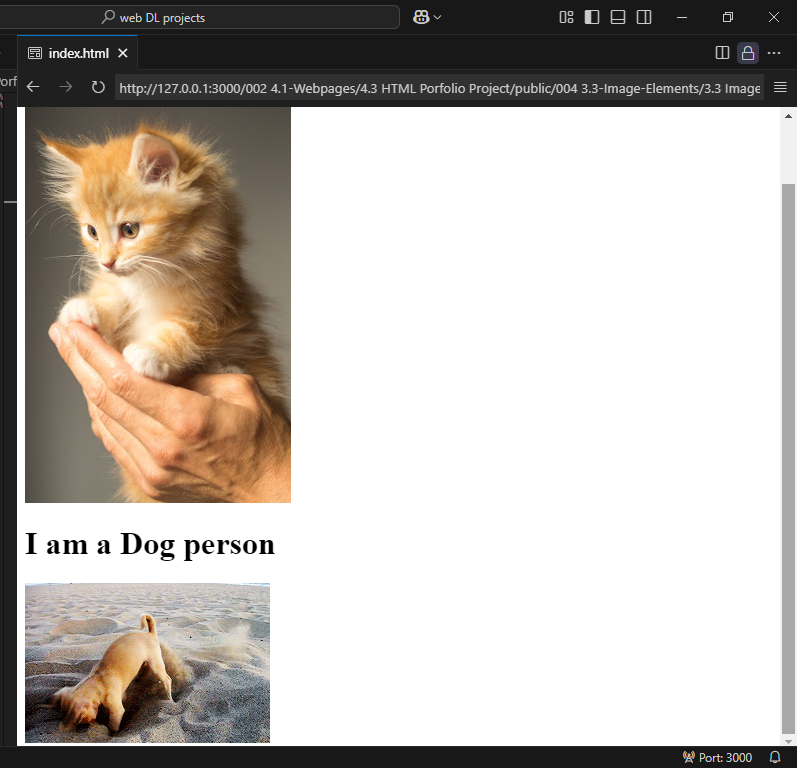 web DL projects
index.html
http://127.0.0.1:3000/002 4.1-Webpages/4.3 HTML Porfolio Project/public/004 3.3-Image-Elements/3.3 Image
I am a Dog person
Port: 3000